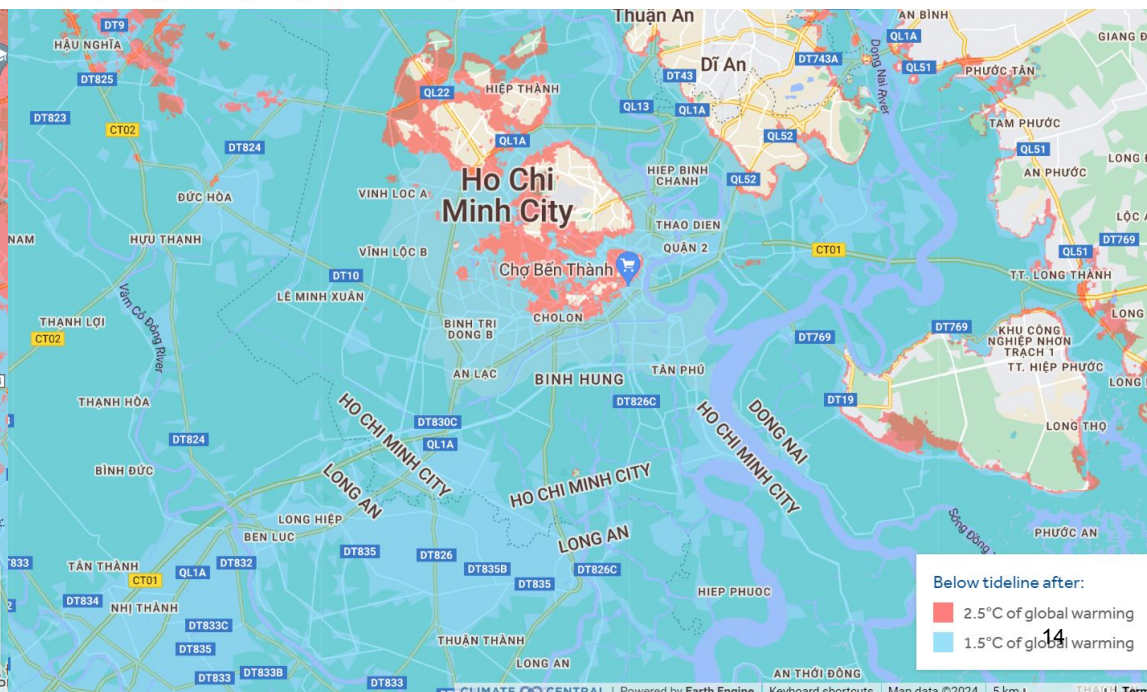 Thuận An
AN BÌNH
DT9
QL1A
GIANG Đ
HẬU NGHĨA
Dĩ An
DT743A
QL51
PHƯỚC TÂN
DT825
DT43
Dong Nai River
QL22
HIỆP THÀNH
QL13
QL1A
DT823
CT02
TAM PHƯỚC
QL1A
QL52
DT824
QL51
LONG Đ
HIEP BINH
CHANH
AN PHƯỚC
QL52
Ho Chi
Minh City
ĐỨC HÒA
VINH LOC A
LỘC A
THAO DIEN
NAM
HỰU THẠNH
QUẬN 2
DT769
VĨNH LỘC B
CT01
QL51
Chợ Bến Thành
DT10
TT. LONG THÀNH
LÊ MINH XUÂN
Vàm Cỏ Đông River
LONG
THẠNH LỢI
CHOLON
DT769
KHU CÔNG
NGHIỆP NHƠN
TRẠCH 1
BINH TRI
DONG B
CT02
DT769
TT. HIỆP PHƯỚC
AN LẠC
TÂN PHÚ
BINH HUNG
LONG
THẠNH HÒA
DT826C
DT19
HO CHI MINH CITY
DONG NAI
DT830C
LONG THỌ
DT824
QL1A
HO CHI MINH CITY
BÌNH ĐỨC
HO CHI MINH CITY
LONG AN
LONG HIỆP
Sông Đồng
BEN LUC
PHƯỚC AN
LONG AN
7833
DT835
DT826
TÂN THÀNH
QL1A
DT832
DT835B
DT826C
CT01
DT835
Below tideline after:
2.5°C of global warming
1.5°C of global warming
14
HIEP PHUOC
DT834
NHỊ THÀNH
DT833C
THUẬN THÀNH
DT835
LONG AN
DT833
DT833B
DT833
AN THỚI ĐÔNG
CLIMATE CENTRAL | Powered by Earth Engine | Keyboard shortcuts | Map data ©2024 | 5 km